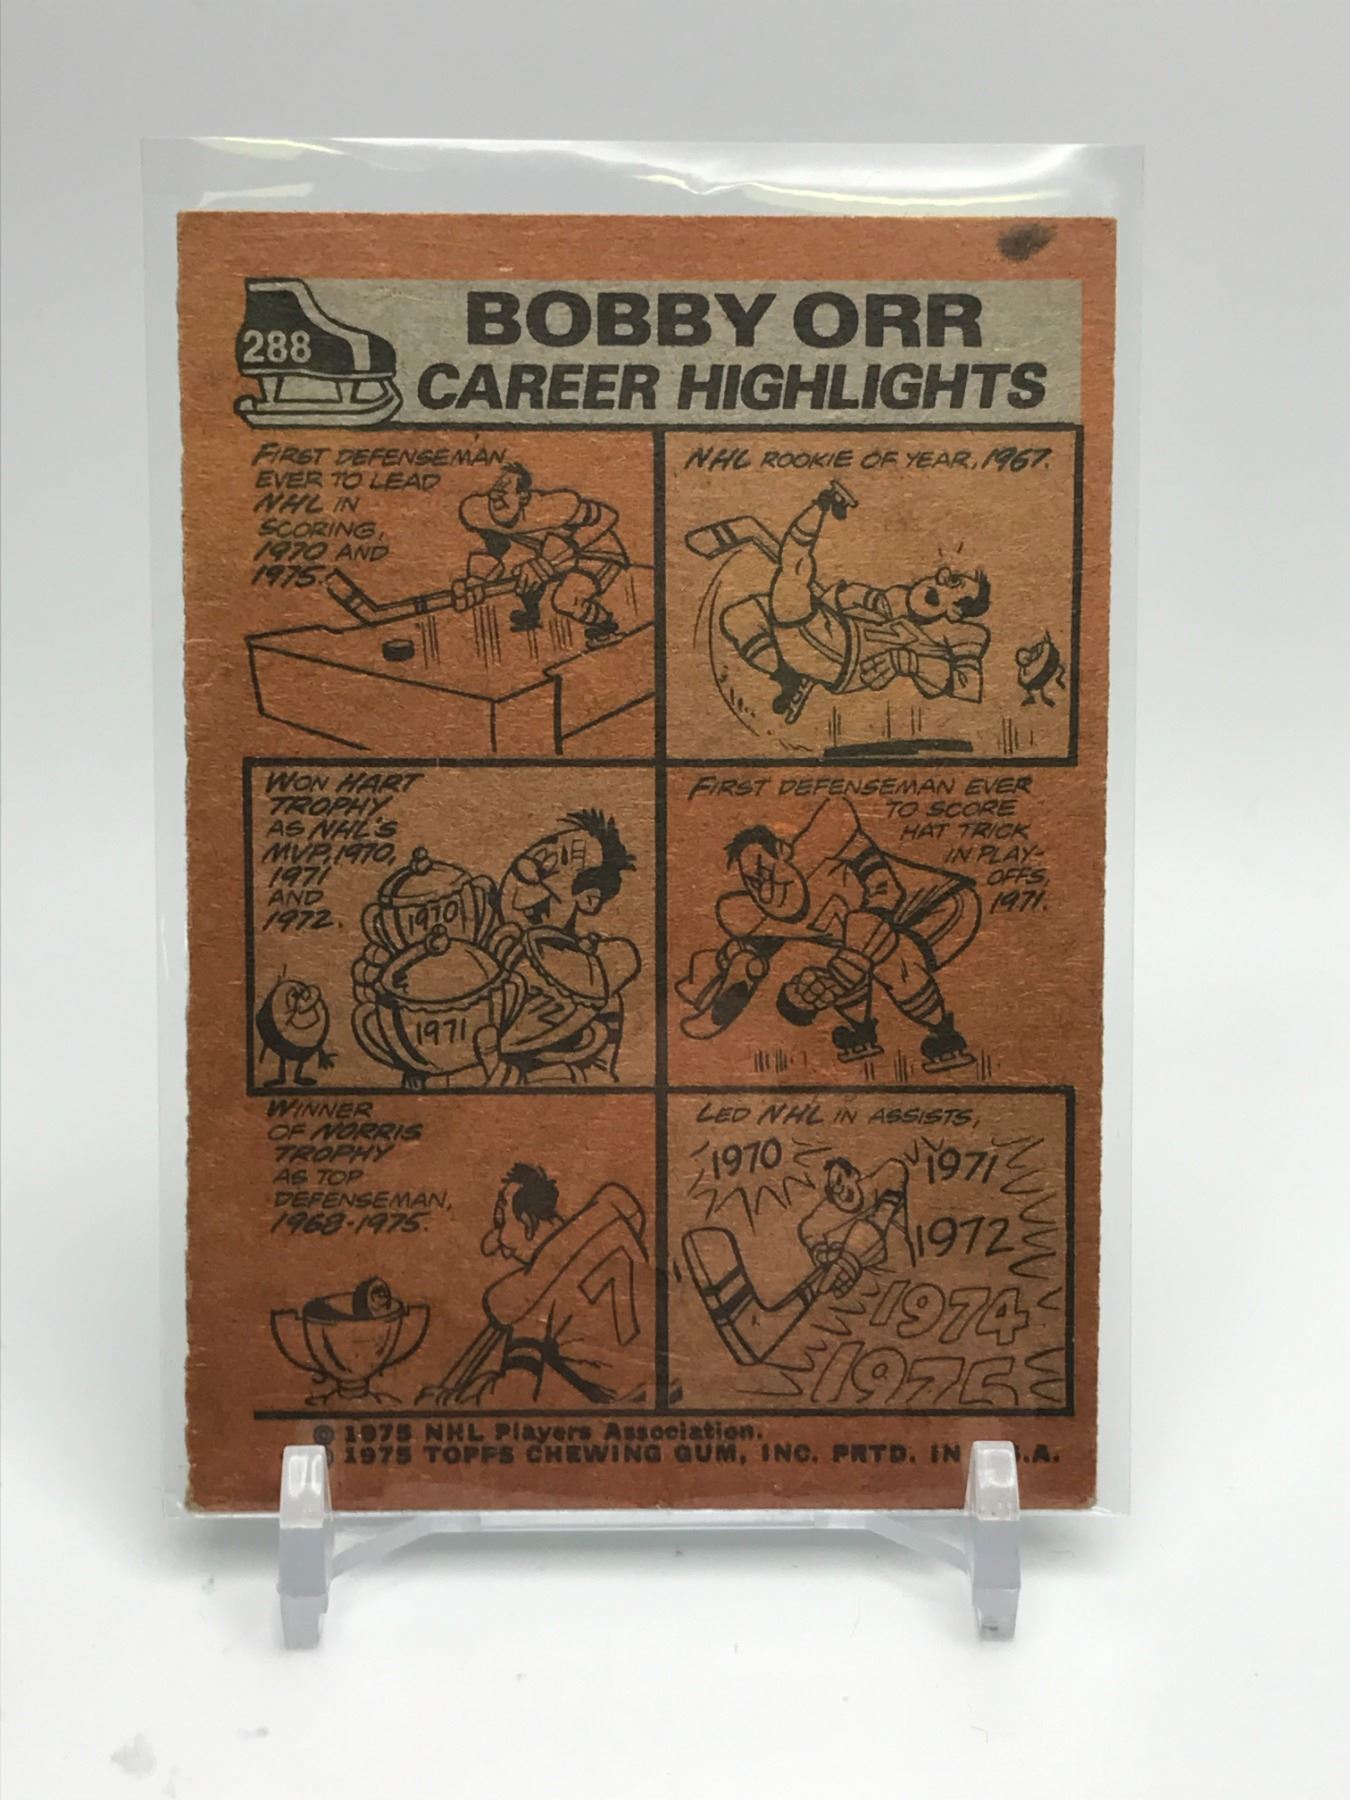 288
BOBBY ORR
CAREER HIGHLIGHTS
FIRST DEFENSEMAN
EVER TO LEAD
NHL IN
SCORING,
1970 AND
1975.
NHL ROOKIE OF YEAR, 1967.
7
WON HART
TROPHY
AS NHL'S
MVP, 1970,
1971
AND
1972.
1970
1971
FIRST DEFENSEMAN EVER
TO SCORE
HAT TRICK
IN PLAY-
OFFS,
1971.
WINNER
OF NORRIS
TROPHY
AS TOP
DEFENSEMAN,
1968-1975.
7
LED NHL IN ASSISTS,
1970
1971
1972
1974
1975
© 1975 NHL Players Association.
© 1975 TOPPS CHEWING GUM, INC. PRTD. IN .S.A.